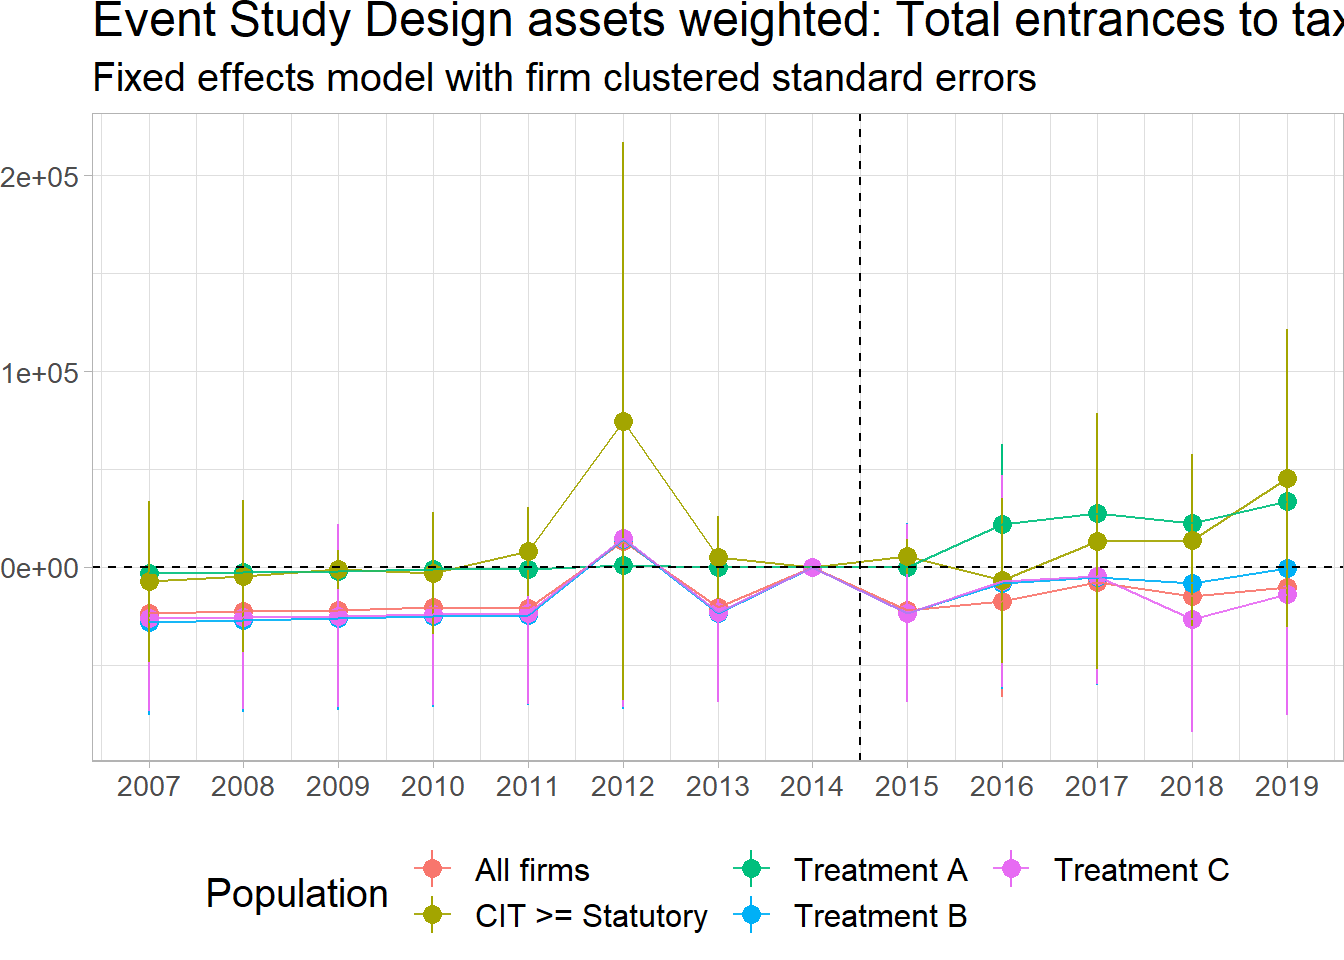 Event Study Design assets weighted: Total entrances to tax
Fixed effects model with firm clustered standard errors
2e+05
1e+05
0e+00
2007 2008 2009 2010 2011 2012 2013 2014 2015 2016 2017 2018 2019
Population
All firms
CIT >= Statutory
Treatment A
Treatment B
Treatment C